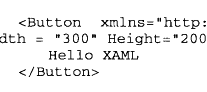 <Button xmlns="http:
dth = "300" Height="200
Hello XAML
</Button>